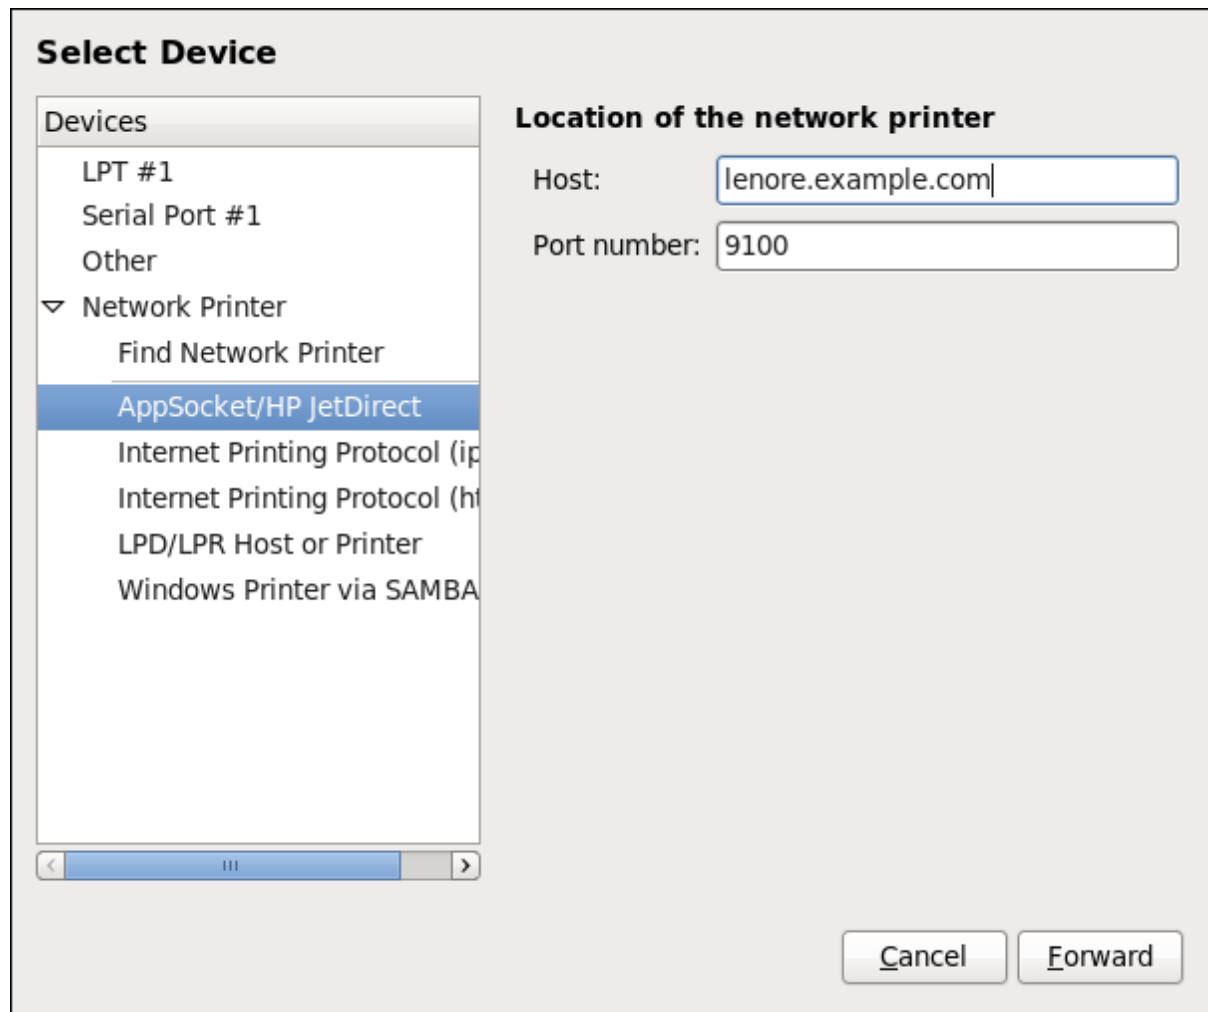 Select Device
Devices
LPT #1
Serial Port #1
Other
Network Printer
Find Network Printer
AppSocket/HP JetDirect
Internet Printing Protocol (ip
Internet Printing Protocol (ht
LPD/LPR Host or Printer
Windows Printer via SAMBA
Location of the network printer
Host: lenore.example.com
Port number: 9100
Cancel Forward